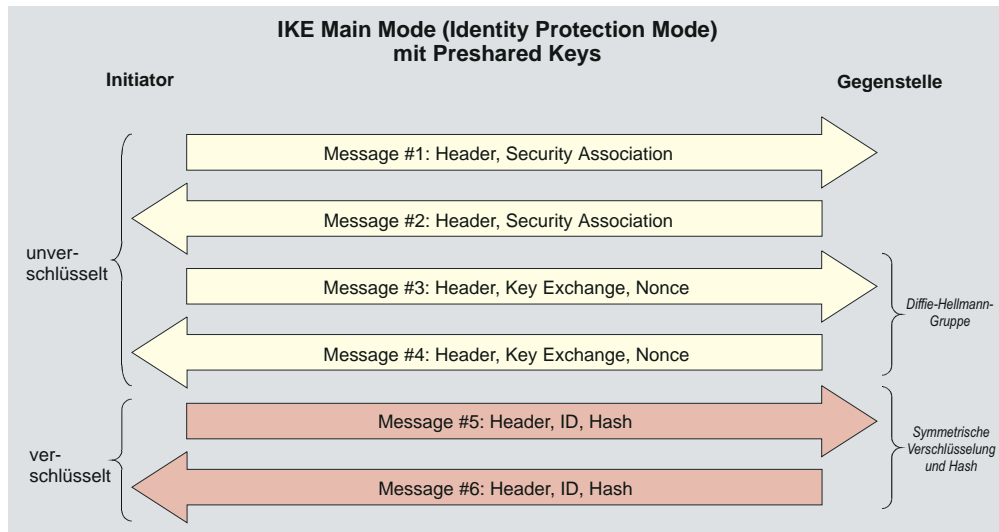 IKE Main Mode (Identity Protection Mode)
mit Preshared Keys
Initiator
Gegenstelle
Message #1: Header, Security Association
Message #2: Header, Security Association
unver-
schlüsselt
Message #3: Header, Key Exchange, Nonce
Diffie-Hellmann-
Gruppe
Message #4: Header, Key Exchange, Nonce
Message #5: Header, ID, Hash
ver-
schlüsselt
Symmetrische
Verschlüsselung
und Hash
Message #6: Header, ID, Hash